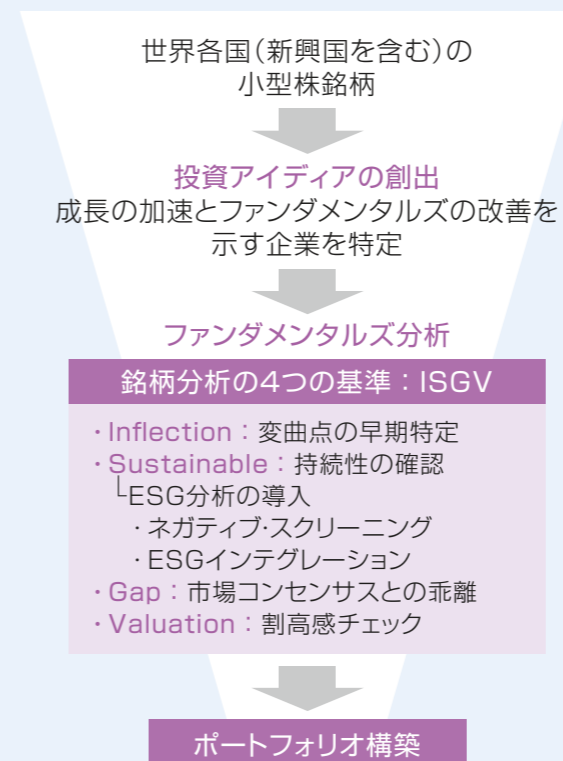 世界各国（新興国を含む）の
小型株銘柄
投資アイディアの創出
成長の加速とファンダメンタルズの改善を
示す企業を特定
ファンダメンタルズ分析
銘柄分析の4つの基準：ISGV
・Inflection：変曲点の早期特定
・Sustainable：持続性の確認
└ESG分析の導入
・ネガティブ・スクリーニング
・ESGインテグレーション
・Gap：市場コンセンサスとの乖離
・Valuation：割高感チェック
ポートフォリオ構築